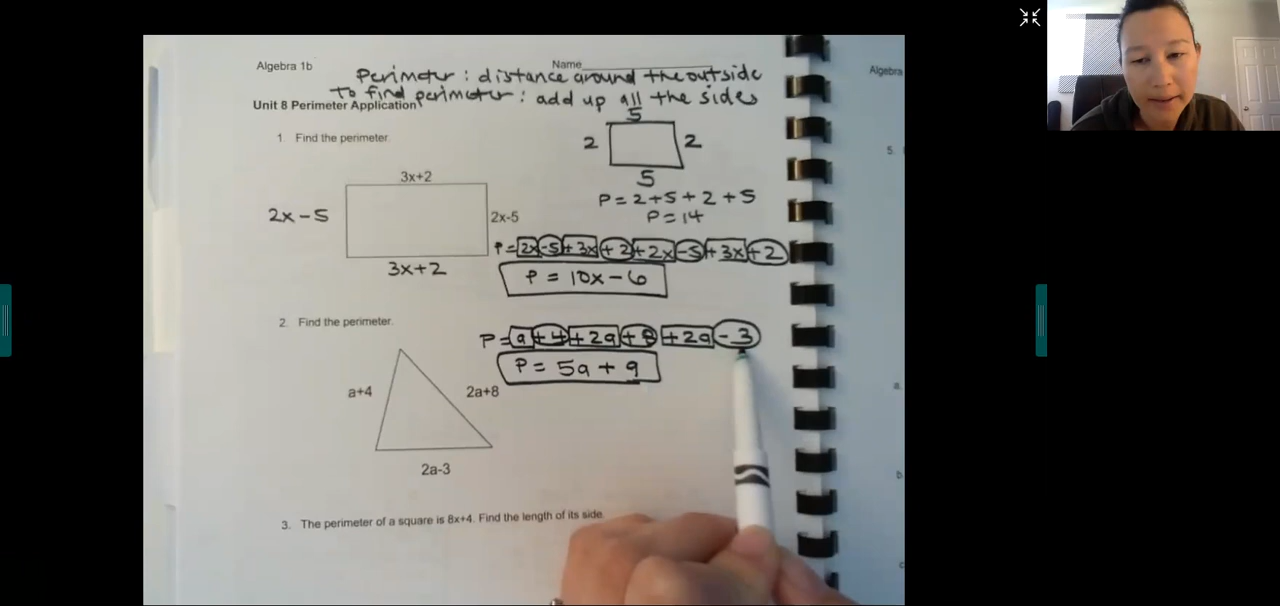 Algebra 1b
Name
Perimeter: distance around the outside
To find perimeter: add up all the sides
Unit 8 Perimeter Application
1. Find the perimeter.
5
2
2
5
P=2+5+2+5
P=14
3x+2
2x-5
2x-5
3x+2
P=2x-5+3x+2+2x-5+3x+2
P=10x-6
2. Find the perimeter.
P=a+4+2a+8+2a-3
P=5a+9
a+4
2a+8
2a-3
3. The perimeter of a square is 8x+4. Find the length of its side.
Algebra
5.
a.
b
c